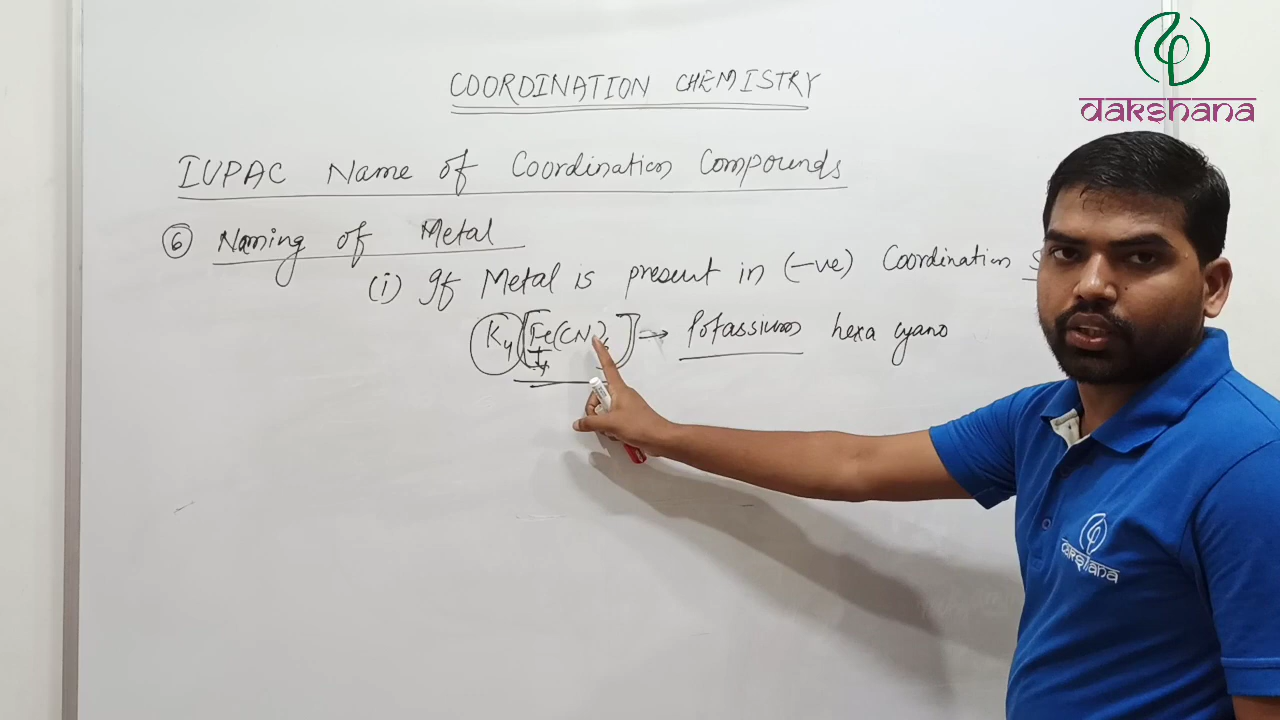 COORDINATION CHEMISTRY
dakshana
IUPAC Name of Coordination Compounds
6 Naming of Metal
(i) If Metal is present in (-ve) Coordination S
K4[Fe(CN)6] → Potassium hexa cyano
dakshana